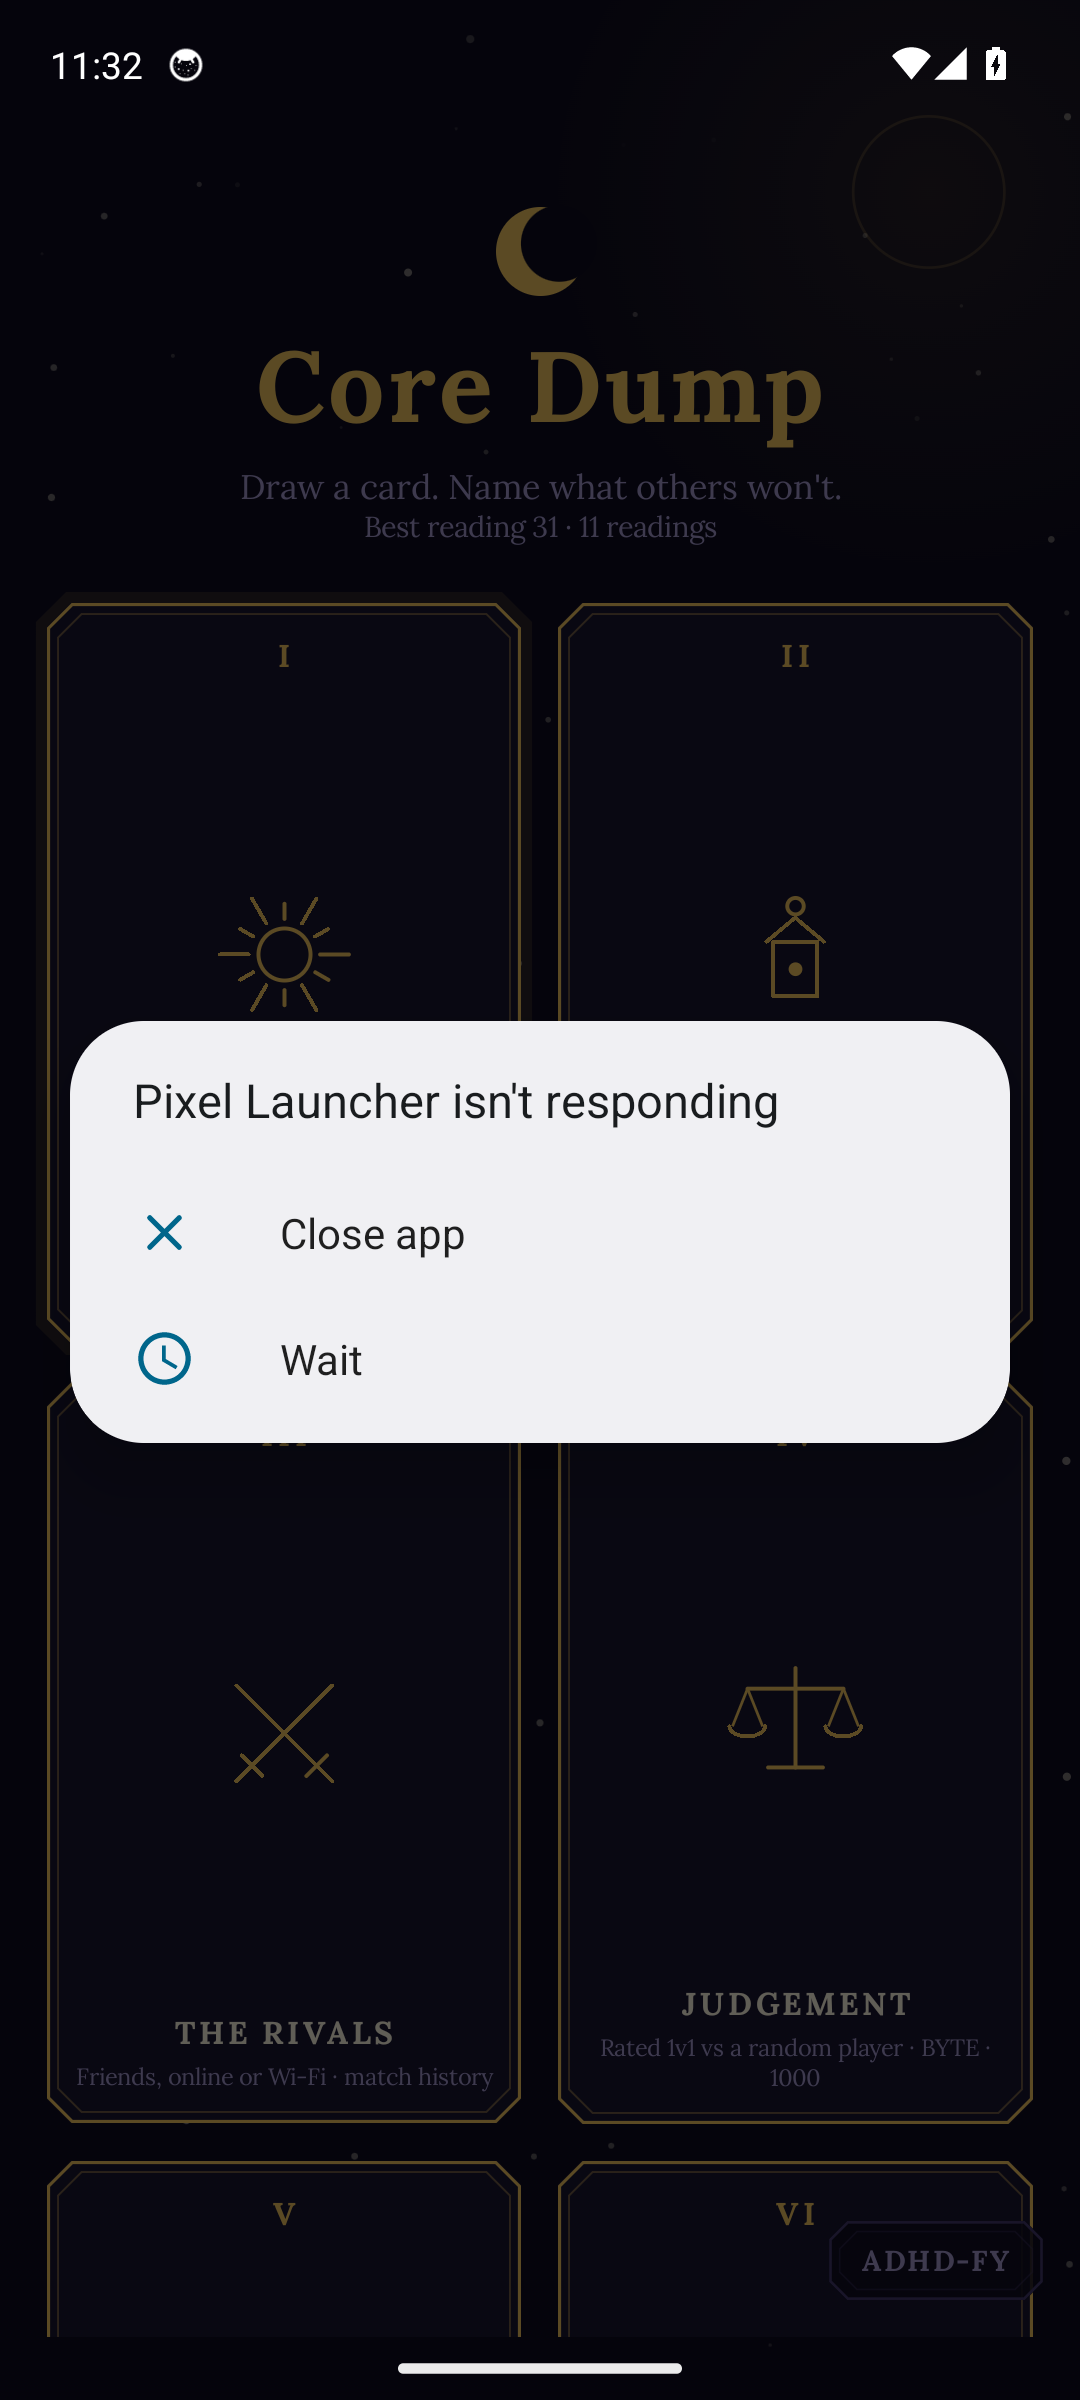 11:32
Core Dump
Draw a card. Name what others won't.
Best reading 31 · 11 readings
I
II
Pixel Launcher isn't responding
Close app
Wait
THE RIVALS
Friends, online or Wi-Fi · match history
JUDGEMENT
Rated 1v1 vs a random player · BYTE ·
1000
V
VI
ADHD-FY